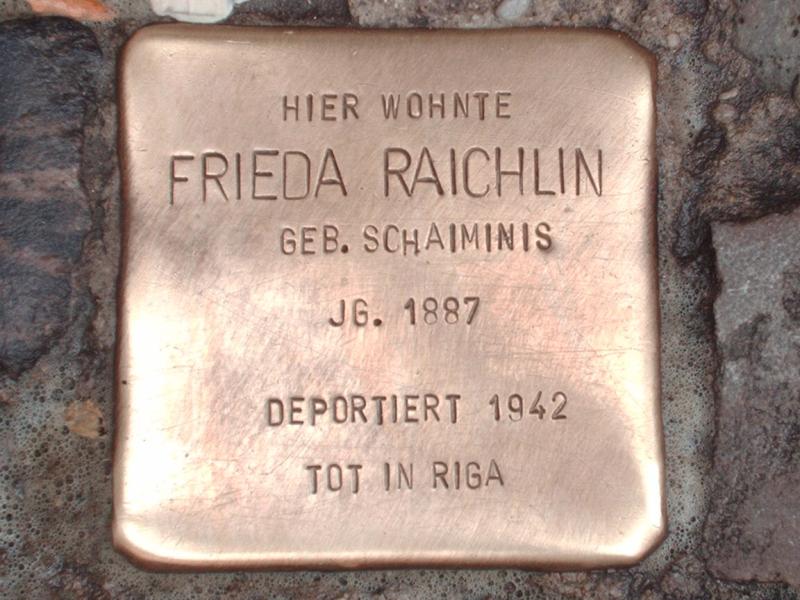 HIER WOHNTE
FRIEDA RAICHLIN
GEB. SCHAIMINIS
JG. 1887
DEPORTIERT 1942
TOT IN RIGA